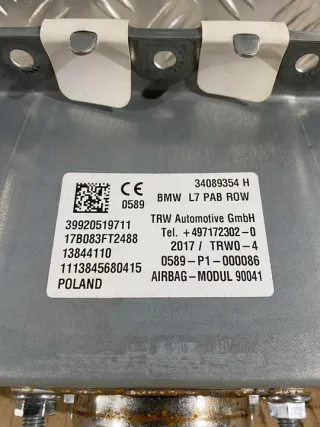 CE
0589
34089354 H
BMW L7 PAB ROW
39920519711
17B083FT2488
13844110
1113845680415
POLAND
TRW Automotive GmbH
Tel. +497172302-0
2017/ TRWO-4
0589-P1-000086
AIRBAG-MODUL 90041